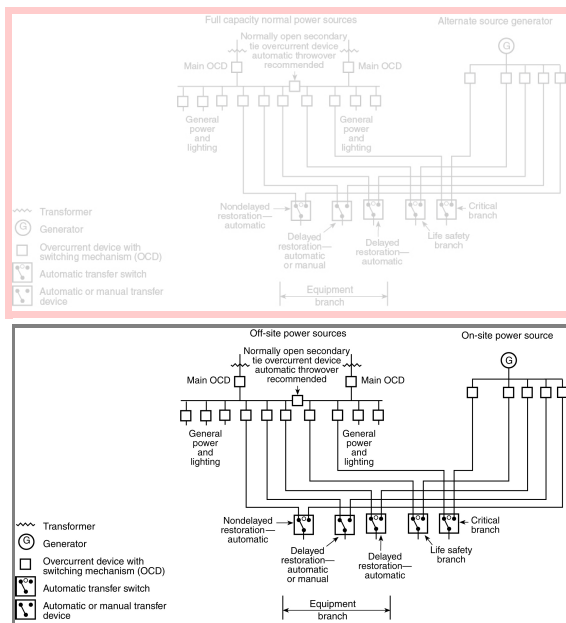 Full capacity normal power sources
Alternate source generator
Normally open secondary
tie overcurrent device
automatic throwover
recommended
Main OCD
Main OCD
G
General
power
and
lighting
General
power
and
lighting
Nondelayed
restoration—
automatic
Delayed
restoration—
automatic
or manual
Delayed
restoration—
automatic
Life safety
branch
Critical
branch
Equipment
branch
Transformer
G
Generator
Overcurrent device with
switching mechanism (OCD)
Automatic transfer switch
Automatic or manual transfer
device
Off-site power sources
On-site power source
Normally open secondary
tie overcurrent device
automatic throwover
recommended
Main OCD
Main OCD
G
General
power
and
lighting
General
power
and
lighting
Nondelayed
restoration—
automatic
Delayed
restoration—
automatic
or manual
Delayed
restoration—
automatic
Life safety
branch
Critical
branch
Equipment
branch
Transformer
G
Generator
Overcurrent device with
switching mechanism (OCD)
Automatic transfer switch
Automatic or manual transfer
device